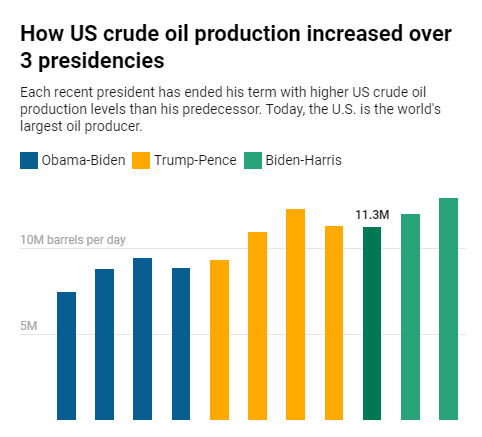 How US crude oil production increased over
3 presidencies
Each recent president has ended his term with higher US crude oil
production levels than his predecessor. Today, the U.S. is the world's
largest oil producer.
Obama-Biden Trump-Pence Biden-Harris
11.3M
10M barrels per day
5M